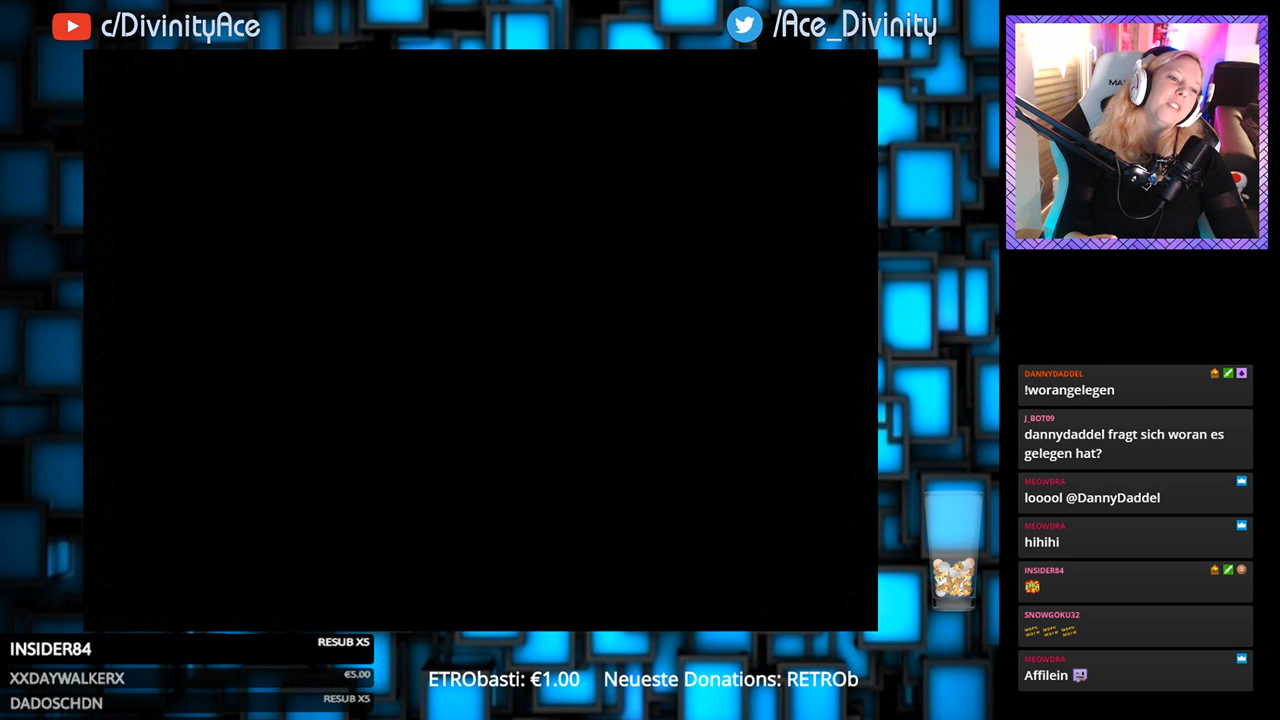 c/DivinityAce
/Ace_Divinity
DANNYDADDEL
!worangelegen
J_BOT09
dannydaddel fragt sich woran es
gelegen hat?
MEOWDRA
looool @DannyDaddel
MEOWDRA
hihihi
INSIDER84
SNOWGOKU32
MEOWDRA
Affilein
INSIDER84 RESUB X5
XXDAYWALKERX €5.00
DADOSCHDN RESUB X5
ETRObasti: €1.00 Neueste Donations: RETROb